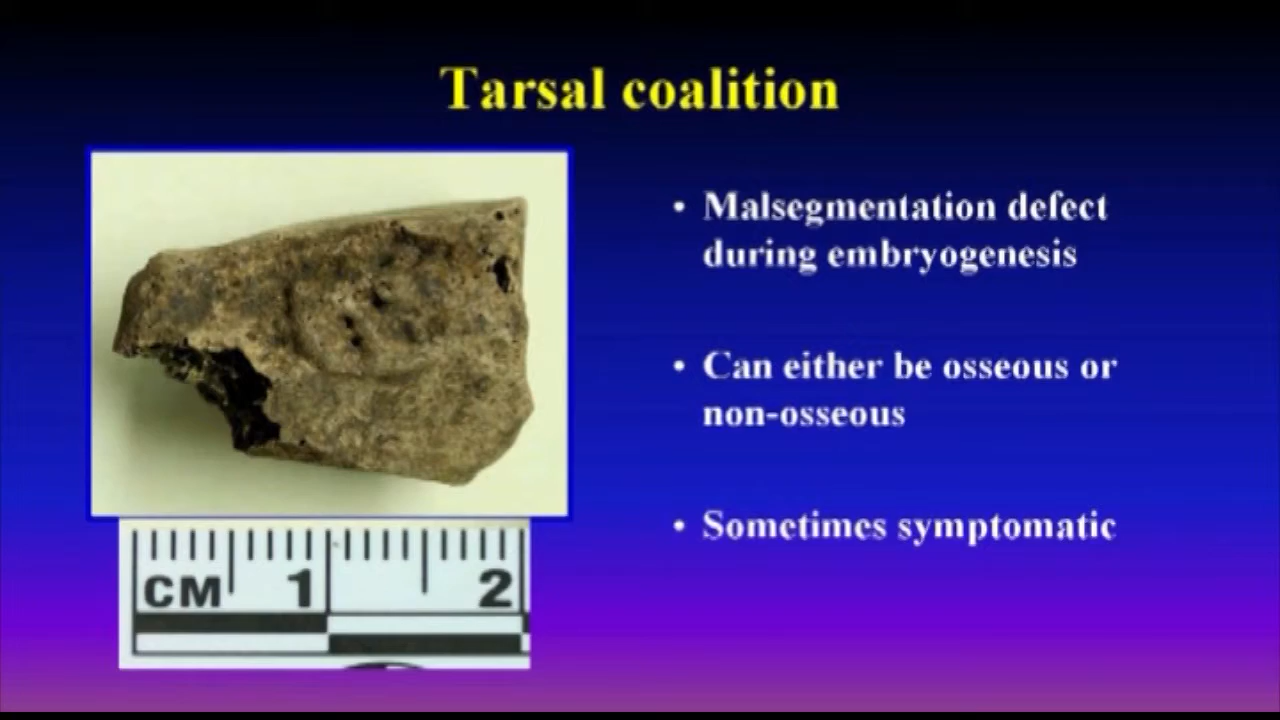 Tarsal coalition
• Malsegmentation defect
during embryogenesis
• Can either be osseous or
non-osseous
• Sometimes symptomatic
CM 1 2